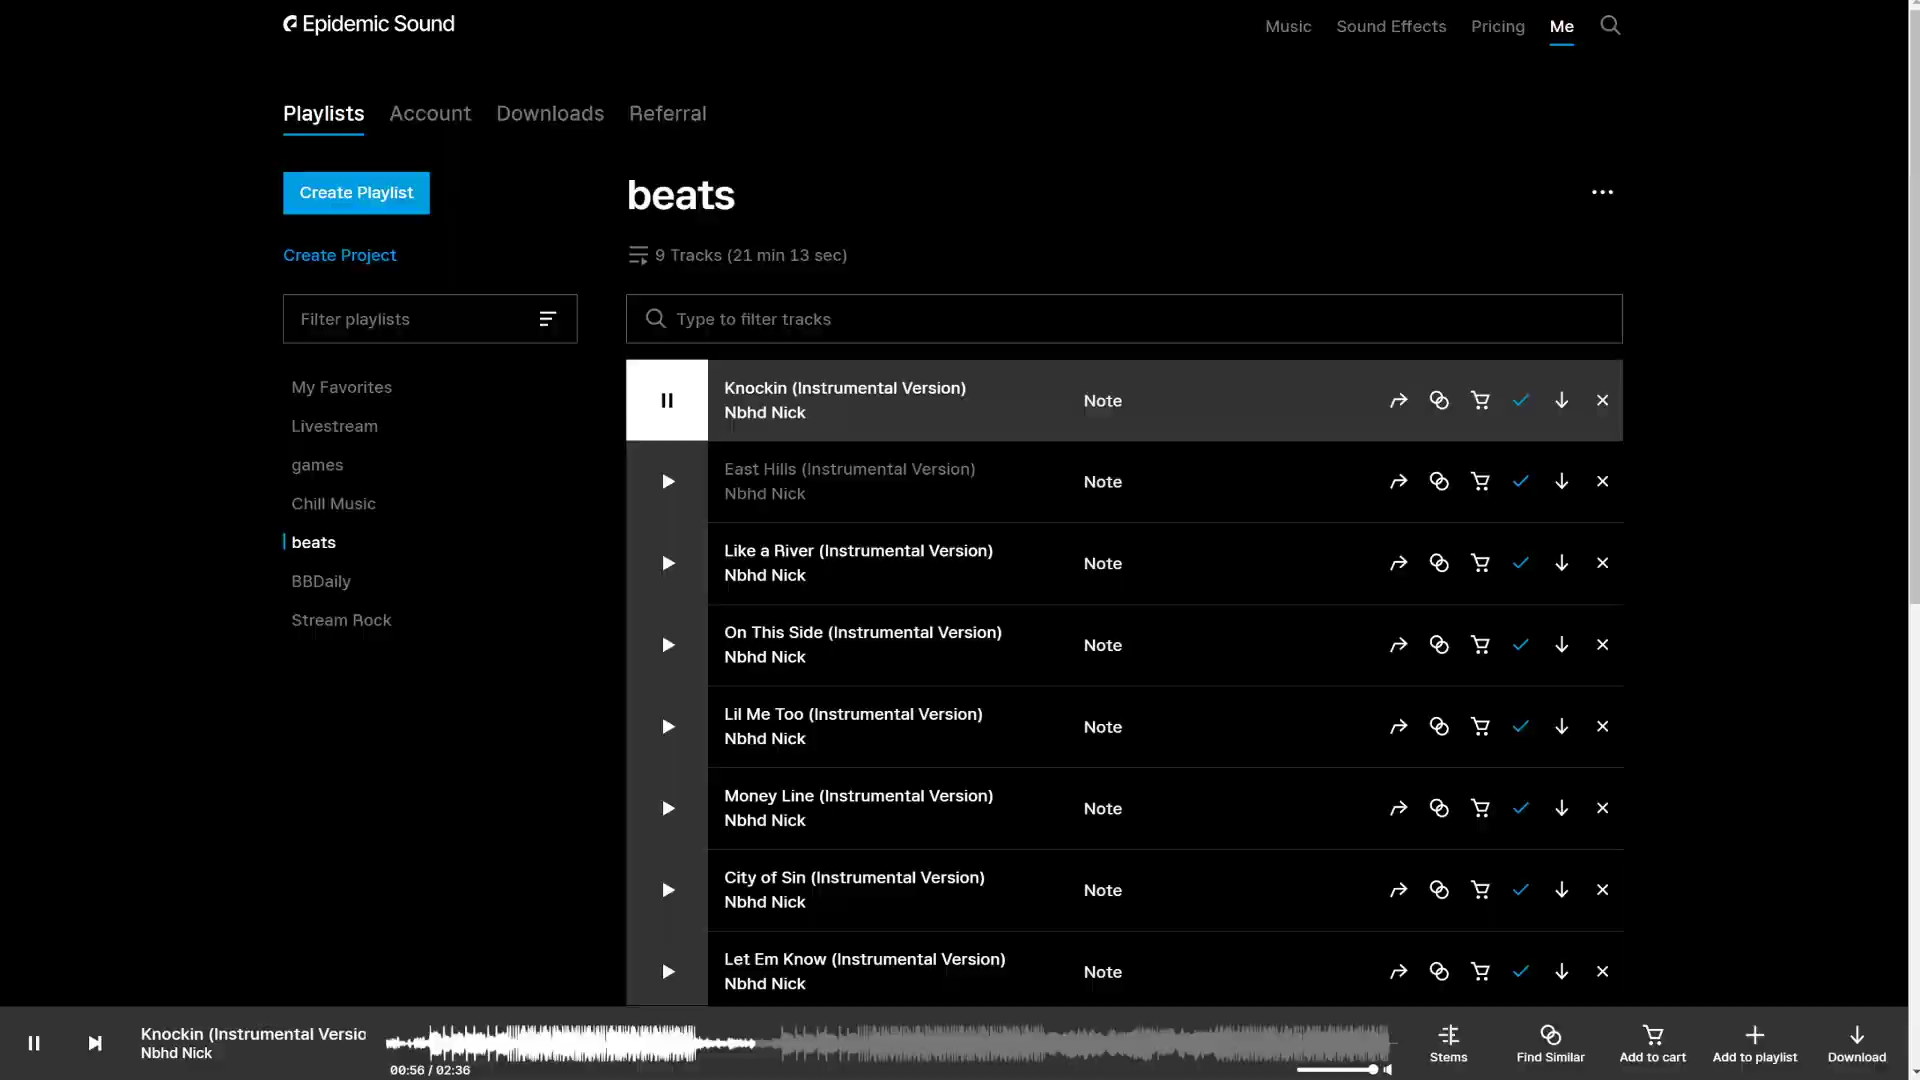 Epidemic Sound
Music
Sound Effects
Pricing
Me
Playlists
Account
Downloads
Referral
Create Playlist
Create Project
Filter playlists
My Favorites
Livestream
games
Chill Music
beats
BBDaily
Stream Rock
beats
9 Tracks (21 min 13 sec)
Type to filter tracks
Knockin (Instrumental Version)
Nbhd Nick
Note
East Hills (Instrumental Version)
Nbhd Nick
Note
Like a River (Instrumental Version)
Nbhd Nick
Note
On This Side (Instrumental Version)
Nbhd Nick
Note
Lil Me Too (Instrumental Version)
Nbhd Nick
Note
Money Line (Instrumental Version)
Nbhd Nick
Note
City of Sin (Instrumental Version)
Nbhd Nick
Note
Let Em Know (Instrumental Version)
Nbhd Nick
Note
Knockin (Instrumental Versio
Nbhd Nick
00:56 / 02:36
Stems
Find Similar
Add to cart
Add to playlist
Download